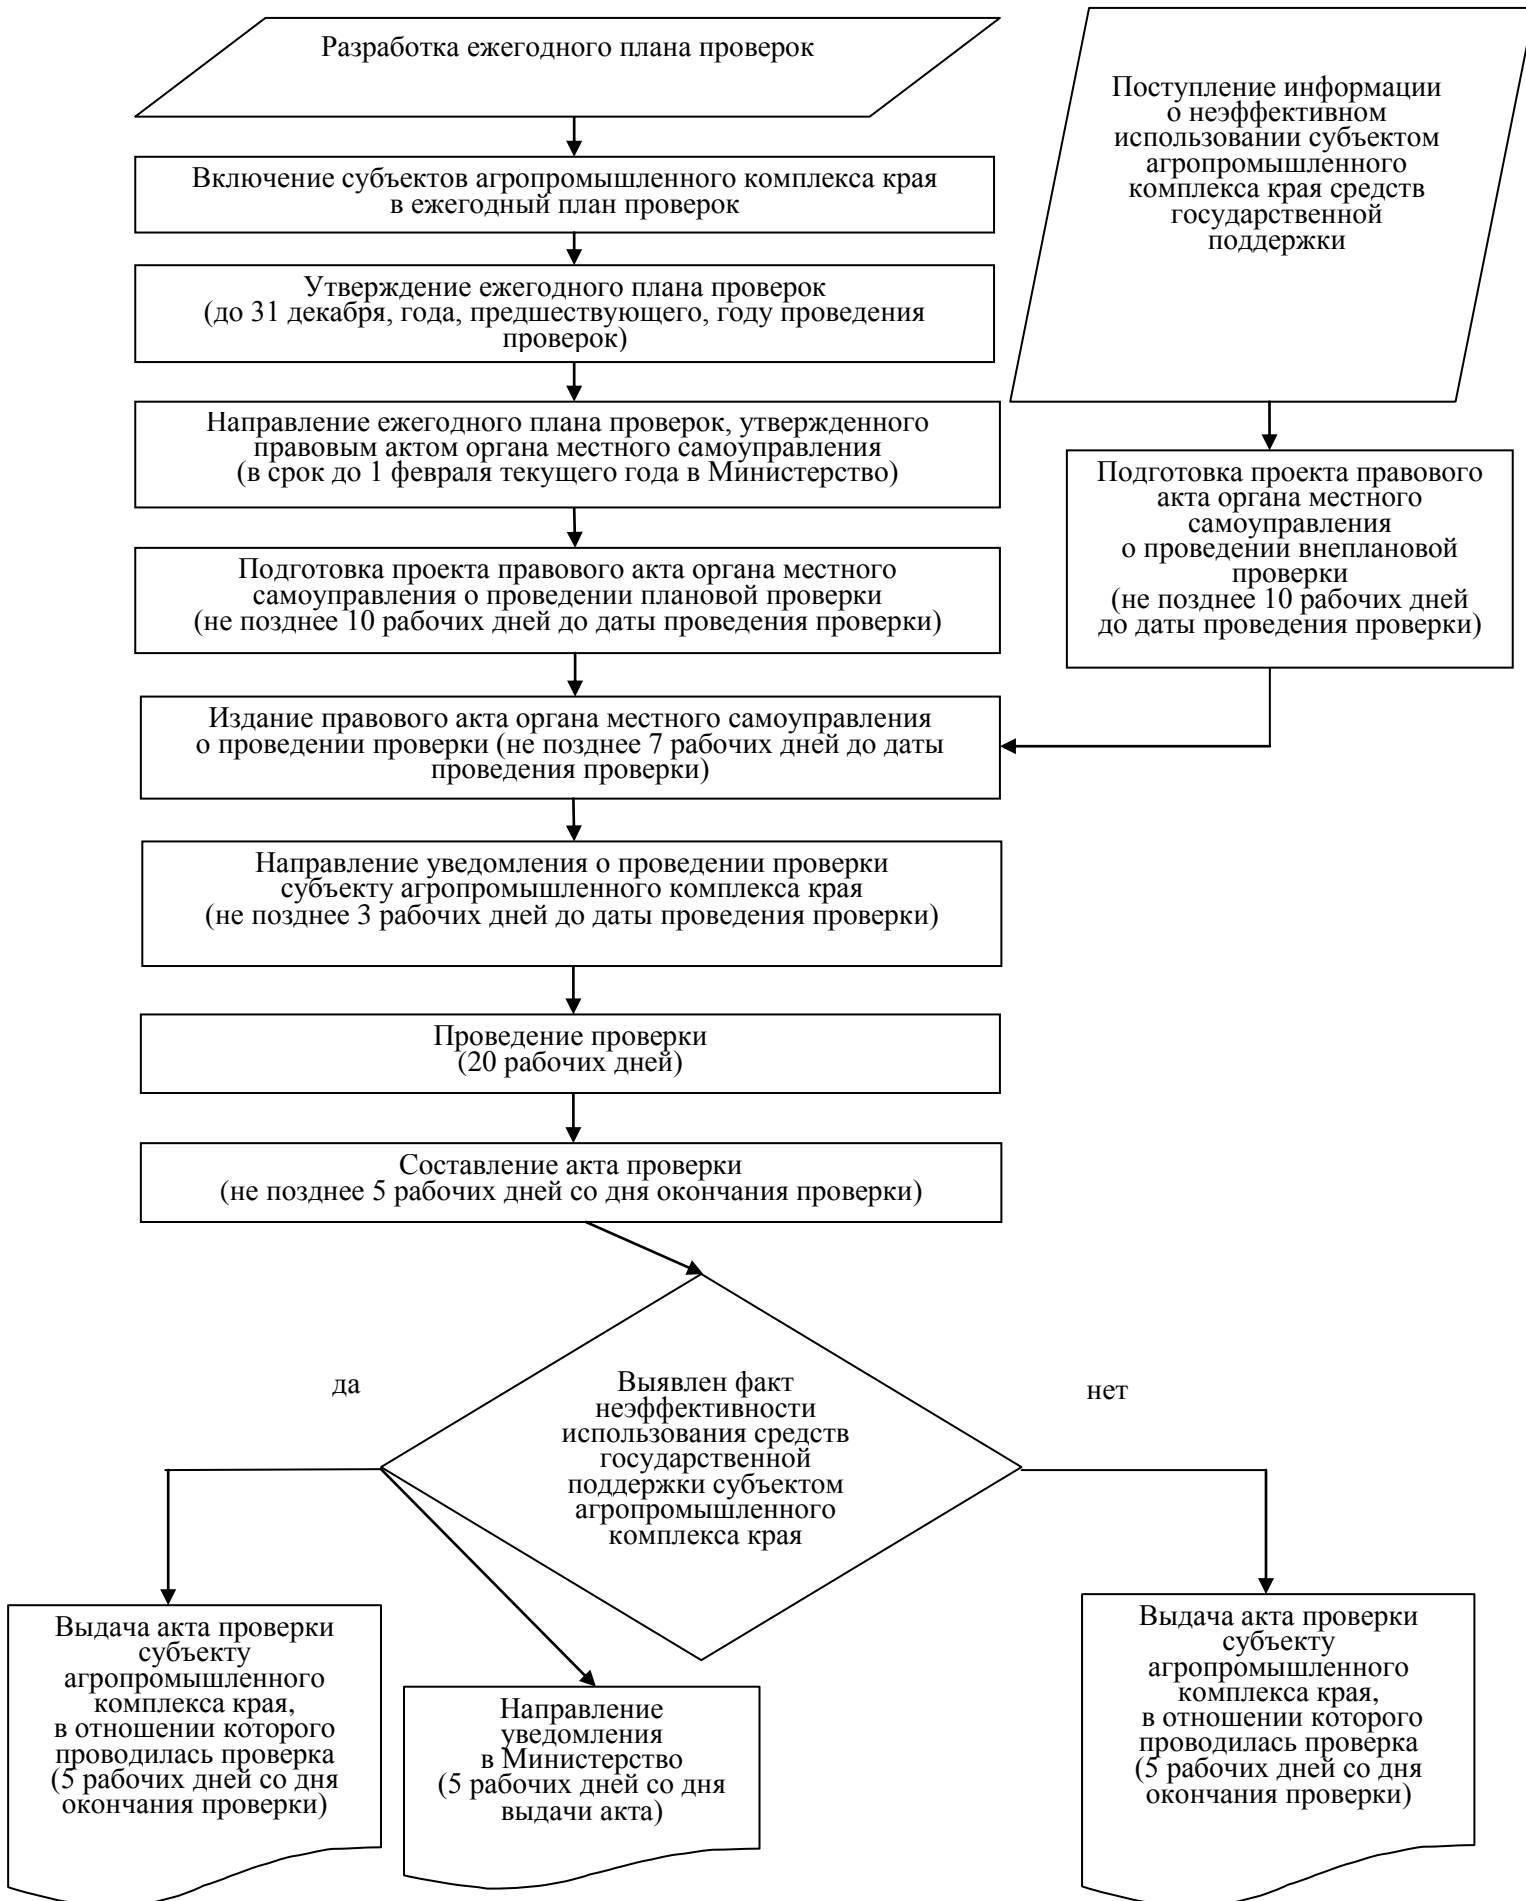 Разработка ежегодного плана проверок
Поступление информации
о неэффективном
использовании субъектом
агропромышленного
комплекса края средств
государственной
поддержки
Включение субъектов агропромышленного комплекса края
в ежегодный план проверок
Утверждение ежегодного плана проверок
(до 31 декабря, года, предшествующего, году проведения
проверок)
Направление ежегодного плана проверок, утвержденного
правовым актом органа местного самоуправления
(в срок до 1 февраля текущего года в Министерство)
Подготовка проекта правового
акта органа местного
самоуправления
о проведении внеплановой
проверки
(не позднее 10 рабочих дней
до даты проведения проверки)
Подготовка проекта правового акта органа местного
самоуправления о проведении плановой проверки
(не позднее 10 рабочих дней до даты проведения проверки)
Издание правового акта органа местного самоуправления
о проведении проверки (не позднее 7 рабочих дней до даты
проведения проверки)
Направление уведомления о проведении проверки
субъекту агропромышленного комплекса края
(не позднее 3 рабочих дней до даты проведения проверки)
Проведение проверки
(20 рабочих дней)
Составление акта проверки
(не позднее 5 рабочих дней со дня окончания проверки)
да
Выявлен факт
неэффективности
использования средств
государственной
поддержки субъектом
агропромышленного
комплекса края
нет
Выдача акта проверки
субъекту
агропромышленного
комплекса края,
в отношении которого
проводилась проверка
(5 рабочих дней со дня
окончания проверки)
Направление
уведомления
в Министерство
(5 рабочих дней со дня
выдачи акта)
Выдача акта проверки
субъекту
агропромышленного
комплекса края,
в отношении которого
проводилась проверка
(5 рабочих дней со дня
окончания проверки)